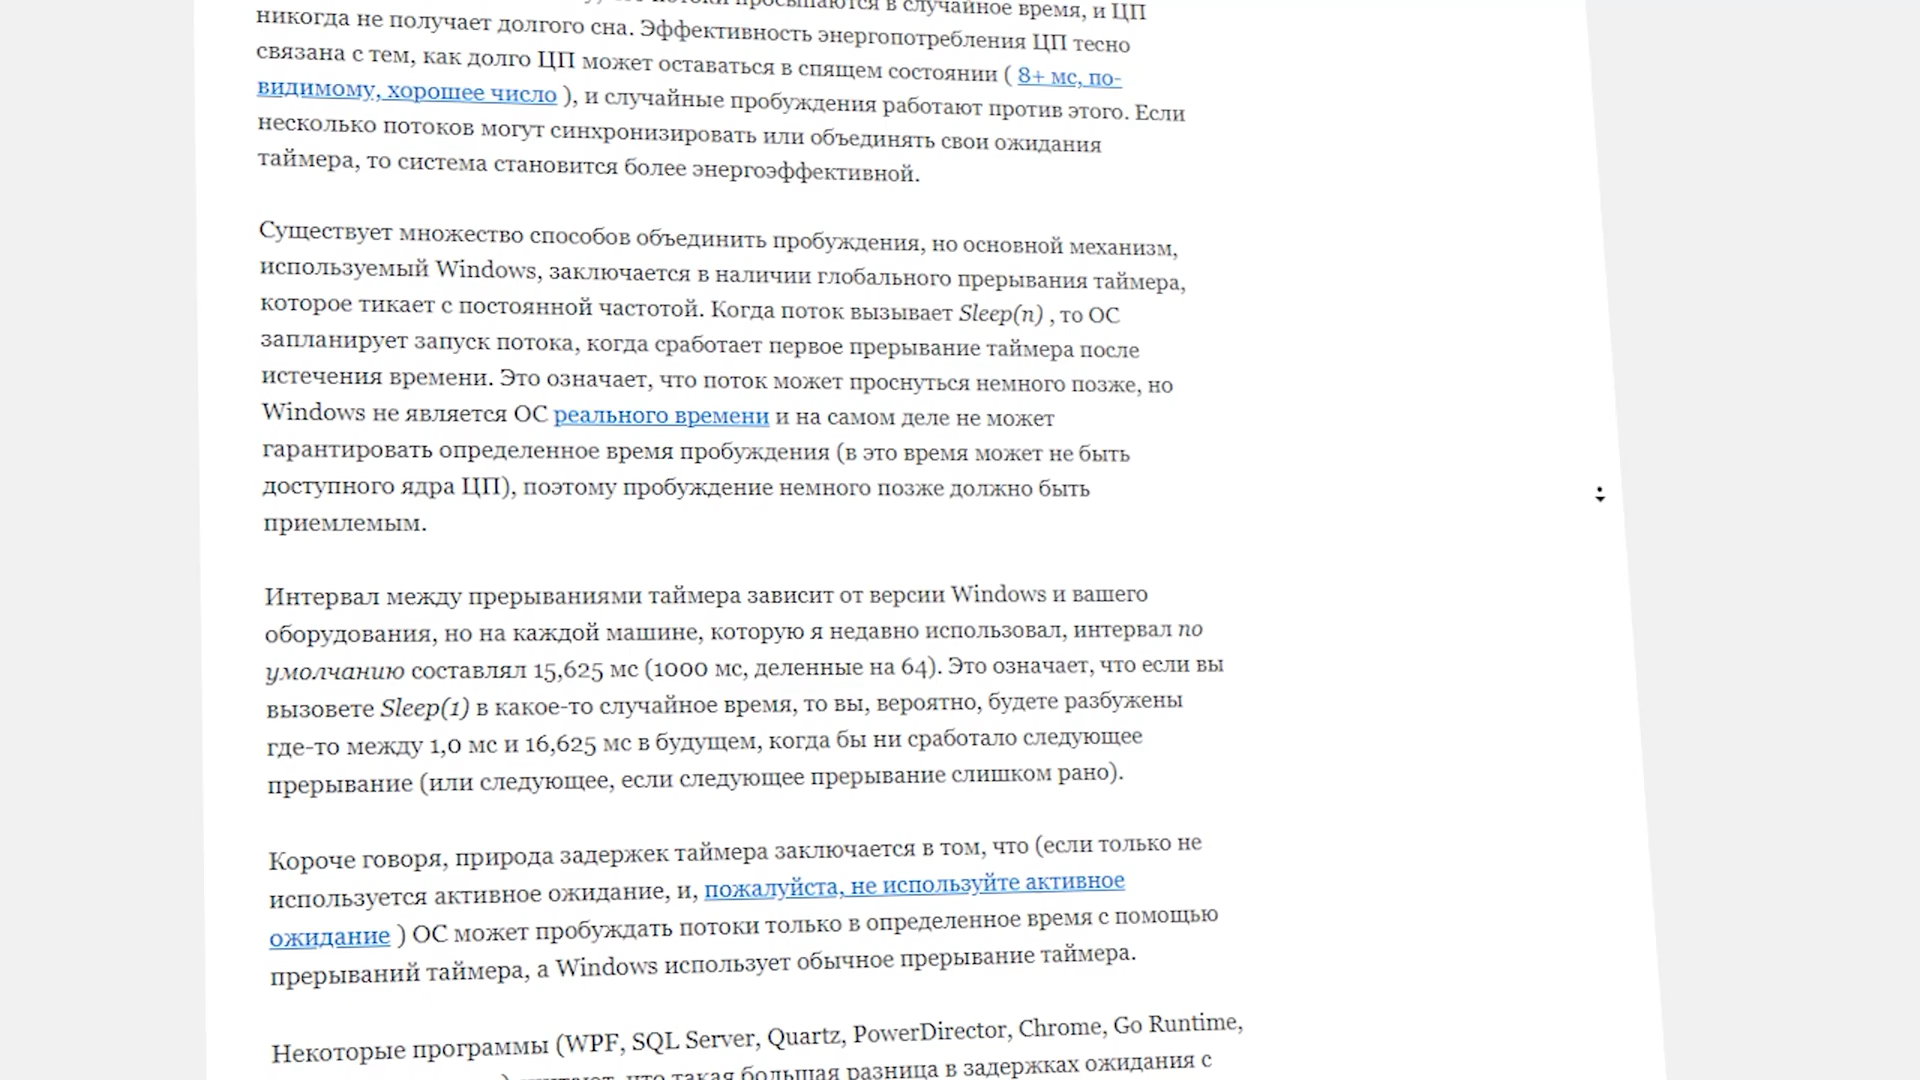 потоки просыпаются в случайное время, и ЦП
никогда не получает долгого сна. Эффективность энергопотребления ЦП тесно
связана с тем, как долго ЦП может оставаться в спящем состоянии ( 8+ мс, по-
видимому, хорошее число ), и случайные пробуждения работают против этого. Если
несколько потоков могут синхронизировать или объединять свои ожидания
таймера, то система становится более энергоэффективной.
Существует множество способов объединить пробуждения, но основной механизм,
используемый Windows, заключается в наличии глобального прерывания таймера,
которое тикает с постоянной частотой. Когда поток вызывает Sleep(n) , то ОС
запланирует запуск потока, когда сработает первое прерывание таймера после
истечения времени. Это означает, что поток может проснуться немного позже, но
Windows не является ОС реального времени и на самом деле не может
гарантировать определенное время пробуждения (в это время может не быть
доступного ядра ЦП), поэтому пробуждение немного позже должно быть
приемлемым.
Интервал между прерываниями таймера зависит от версии Windows и вашего
оборудования, но на каждой машине, которую я недавно использовал, интервал по
умолчанию составлял 15,625 мс (1000 мс, деленные на 64). Это означает, что если вы
вызовете Sleep(1) в какое-то случайное время, то вы, вероятно, будете разбужены
где-то между 1,0 мс и 16,625 мс в будущем, когда бы ни сработало следующее
прерывание (или следующее, если следующее прерывание слишком рано).
Короче говоря, природа задержек таймера заключается в том, что (если только не
используется активное ожидание, и, пожалуйста, не используйте активное
ожидание ) ОС может пробуждать потоки только в определенное время с помощью
прерываний таймера, а Windows использует обычное прерывание таймера.
Некоторые программы (WPF, SQL Server, Quartz, PowerDirector, Chrome, Go Runtime,
что такая большая разница в задержках ожидания с